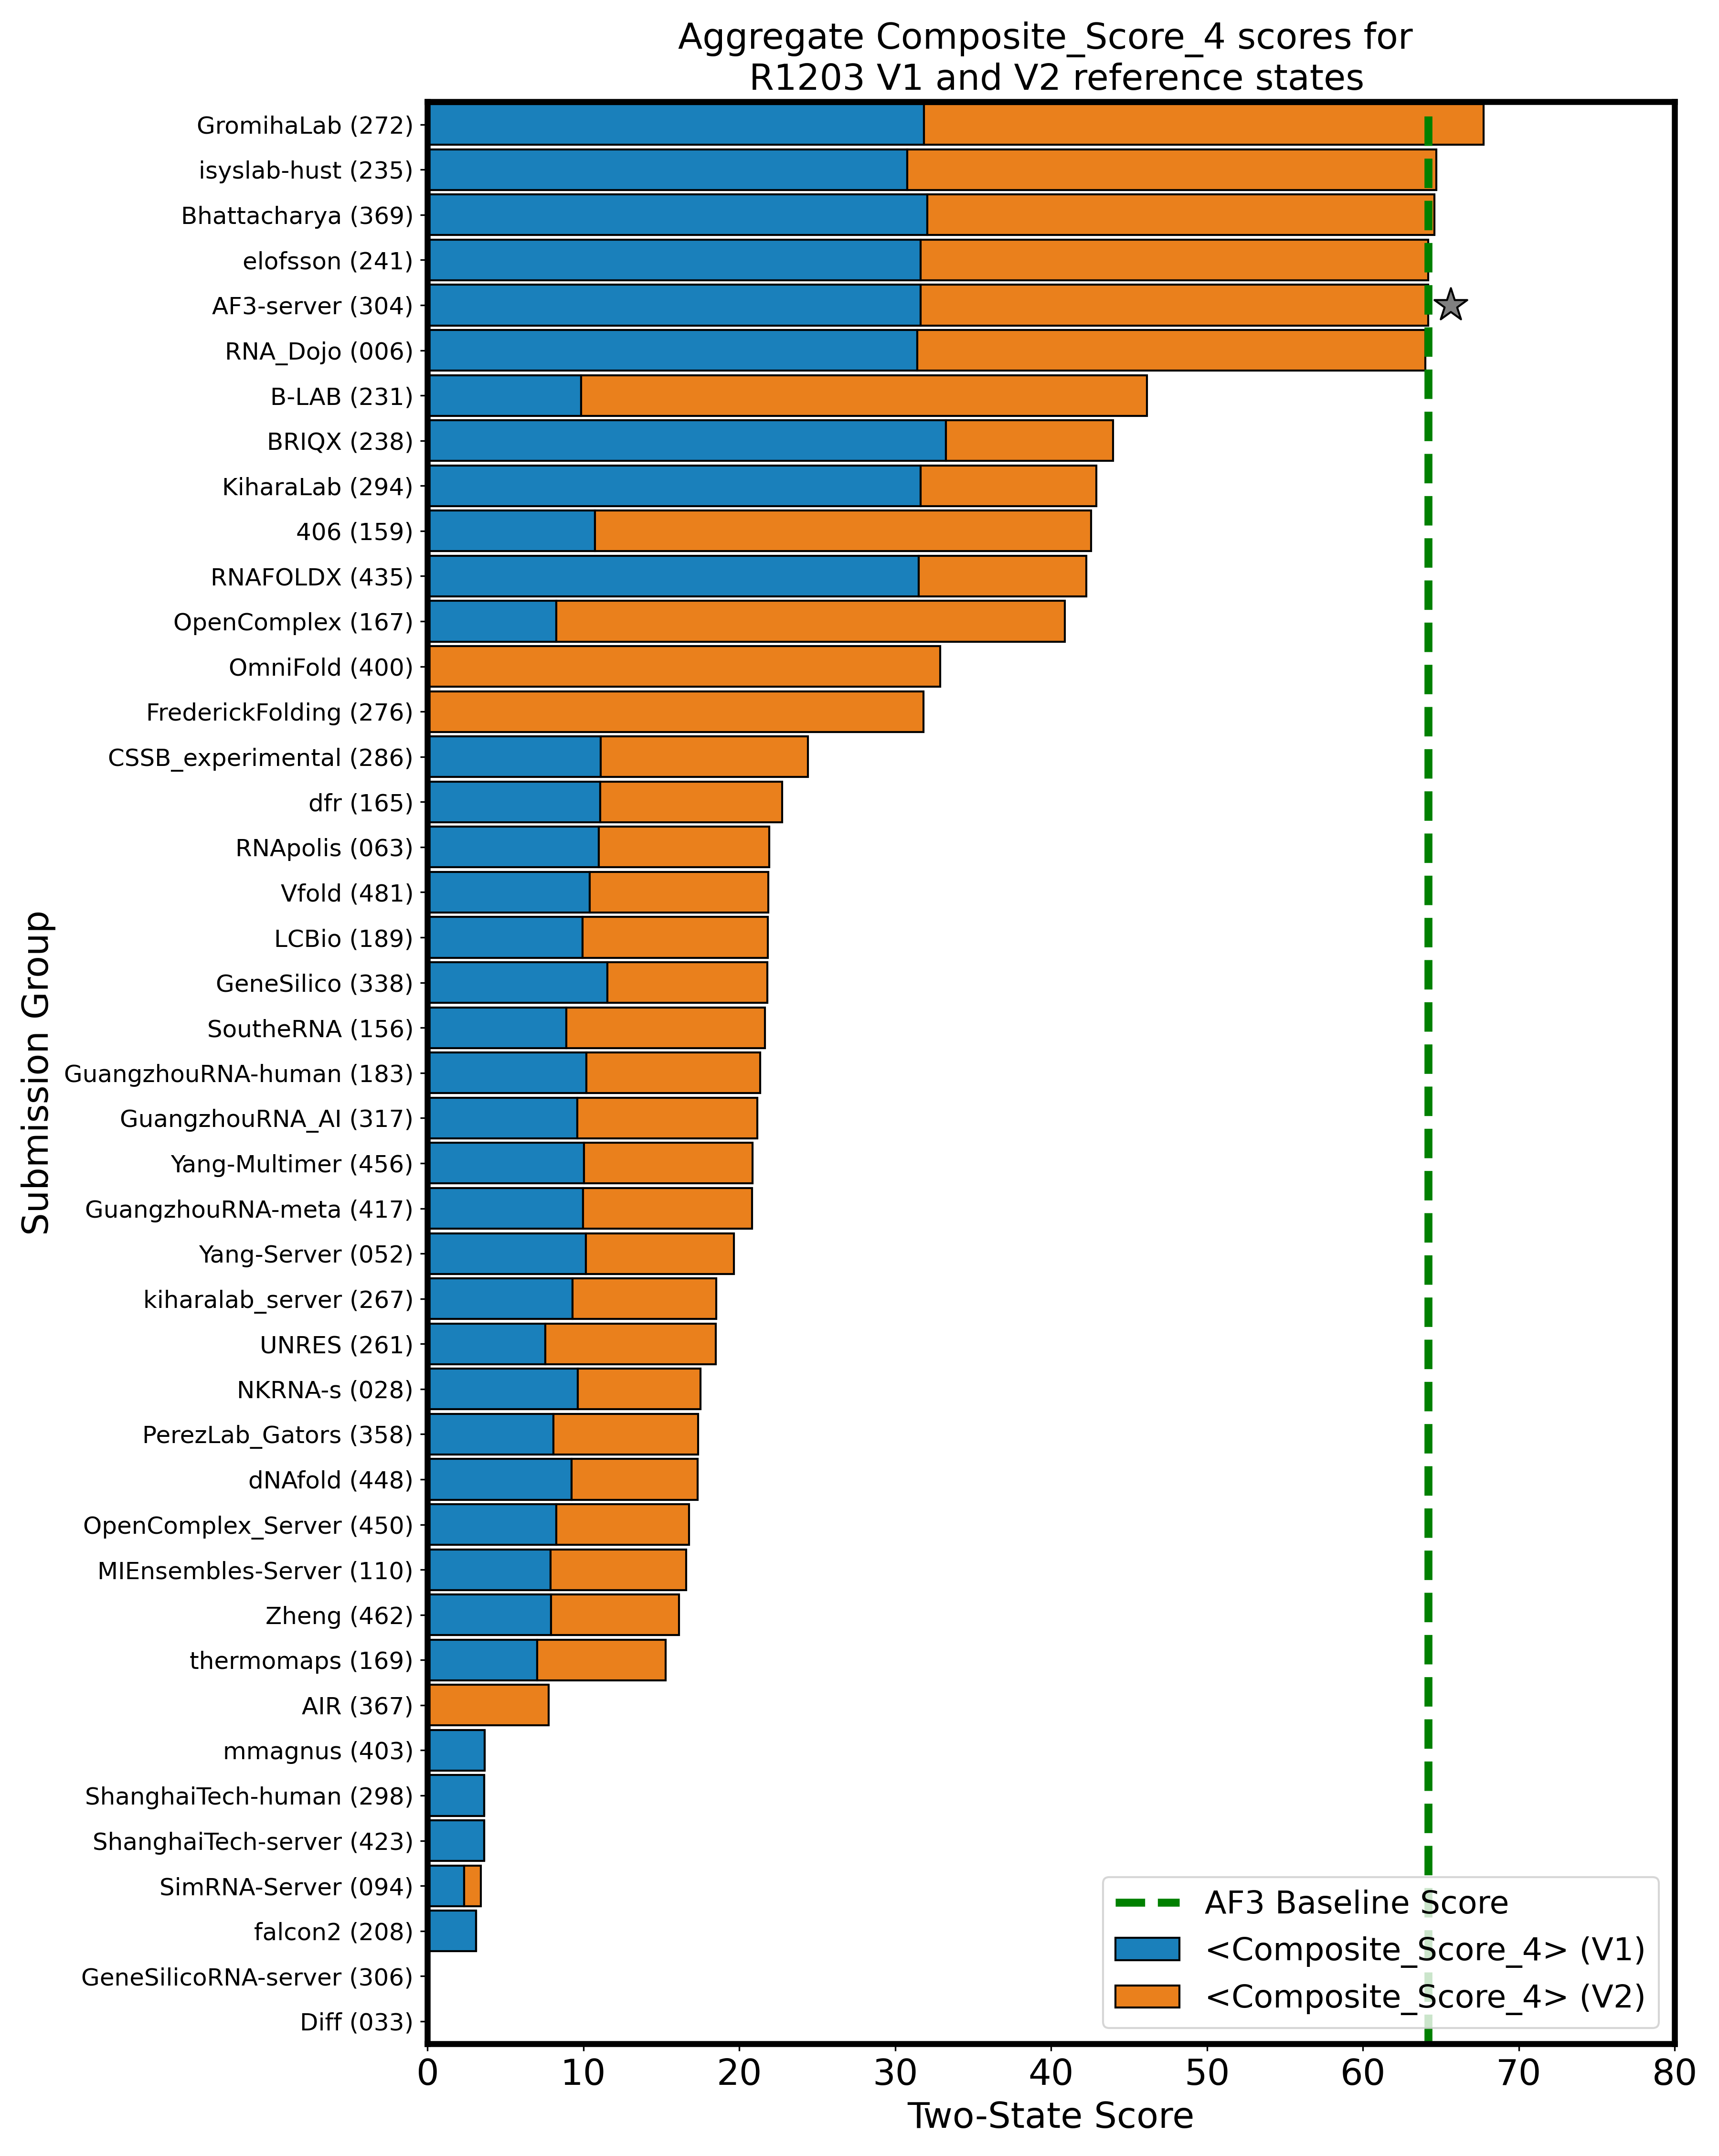 Aggregate Composite_Score_4 scores for
R1203 V1 and V2 reference states
Submission Group
GromihaLab (272)
isyslab-hust (235)
Bhattacharya (369)
elofsson (241)
AF3-server (304)
RNA_Dojo (006)
B-LAB (231)
BRIQX (238)
KiharaLab (294)
406 (159)
RNAFOLDX (435)
OpenComplex (167)
OmniFold (400)
FrederickFolding (276)
CSSB_experimental (286)
dfr (165)
RNApolis (063)
Vfold (481)
LCBio (189)
GeneSilico (338)
SoutheRNA (156)
GuangzhouRNA-human (183)
GuangzhouRNA_AI (317)
Yang-Multimer (456)
GuangzhouRNA-meta (417)
Yang-Server (052)
kiharalab_server (267)
UNRES (261)
NKRNA-s (028)
PerezLab_Gators (358)
dNAfold (448)
OpenComplex_Server (450)
MIEnsembles-Server (110)
Zheng (462)
thermomaps (169)
AIR (367)
mmagnus (403)
ShanghaiTech-human (298)
ShanghaiTech-server (423)
SimRNA-Server (094)
falcon2 (208)
GeneSilicoRNA-server (306)
Diff (033)
AF3 Baseline Score
<Composite_Score_4> (V1)
<Composite_Score_4> (V2)
0 10 20 30 40 50 60 70 80
Two-State Score